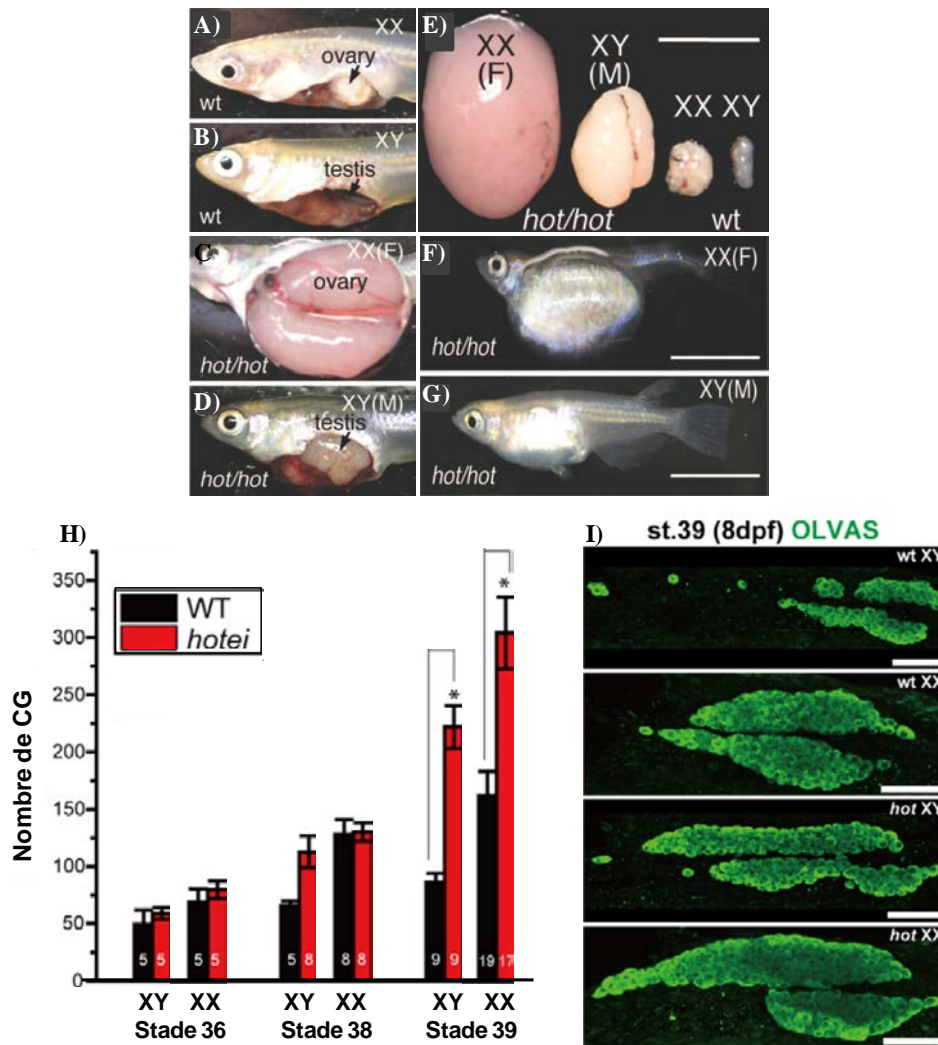 A)
XX
ovary
wt
B)
XY
testis
wt
C
XX(F)
ovary
hot/hot
D)
XY(M)
testis
hot/hot
E)
XX
(F)
XY
(M)
XX XY
hot/hot
wt
F)
XX(F)
hot/hot
G)
XY(M)
hot/hot
H)
Nombre de CG
350
300
250
200
150
100
50
0
WT
hotei
*
*
5 5 5 5 5 8 8 8 9 9 19 17
XY XX XY XX XY XX
Stade 36 Stade 38 Stade 39
I)
st.39 (8dpf) OLVAS
wt XY
wt XX
hot XY
hot XX